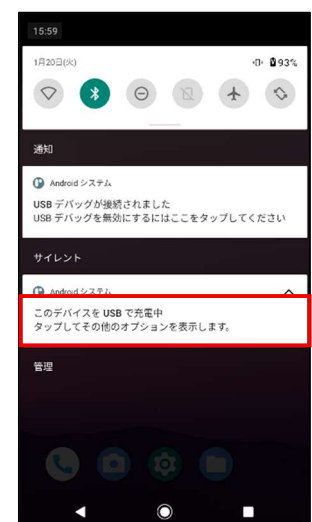 15:59
1月20日(火)
93%
通知
Android システム
USB デバッグが接続されました
USB デバッグを無効にするにはここをタップしてください
サイレント
Android システム
このデバイスを USB で充電中
タップしてその他のオプションを表示します。
管理